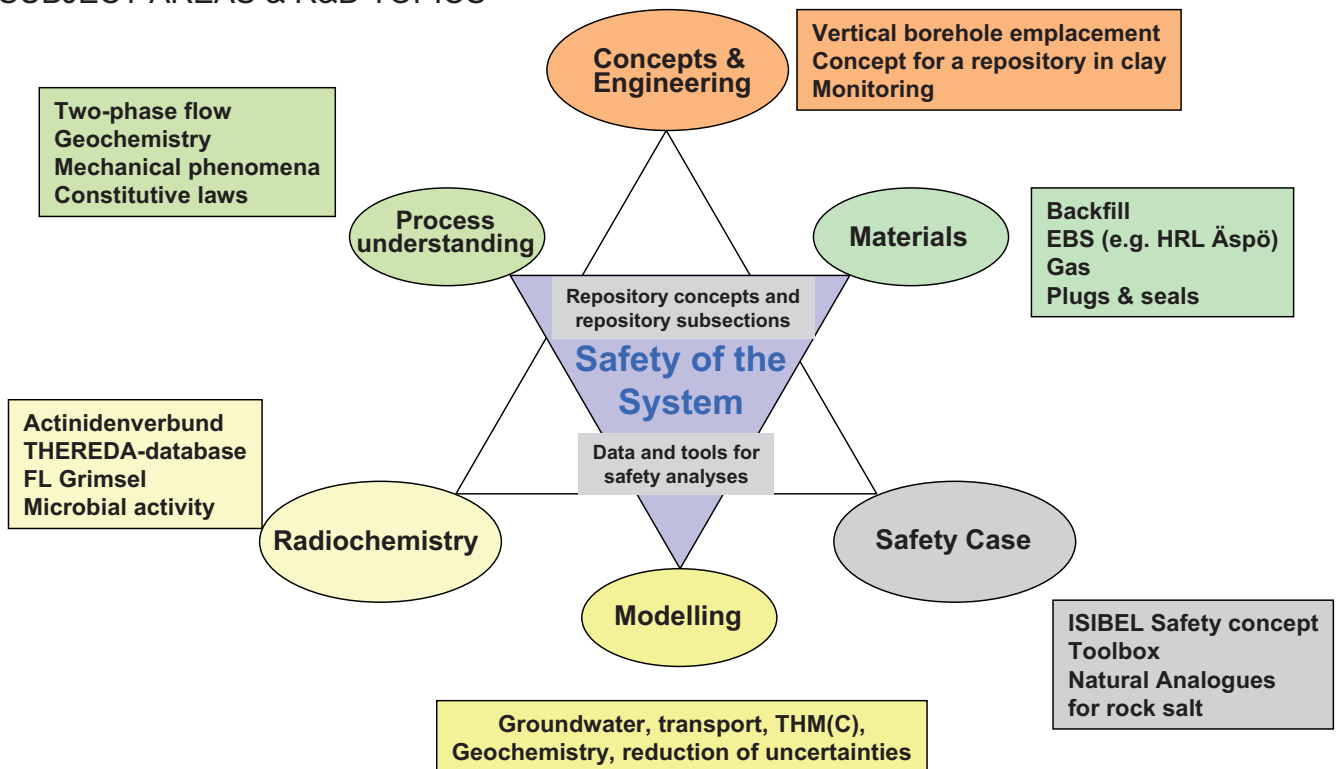 SUBJECT AREAS & R&D TOPICS
Concepts &
Engineering
Vertical borehole emplacement
Concept for a repository in clay
Monitoring
Two-phase flow
Geochemistry
Mechanical phenomena
Constitutive laws
Process
understanding
Materials
Backfill
EBS (e.g. HRL Äspö)
Gas
Plugs & seals
Repository concepts and
repository subsections
Safety of the
System
Data and tools for
safety analyses
Actinidenverbund
THEREDA-database
FL Grimsel
Microbial activity
Radiochemistry
Safety Case
Modelling
ISIBEL Safety concept
Toolbox
Natural Analogues
for rock salt
Groundwater, transport, THM(C),
Geochemistry, reduction of uncertainties